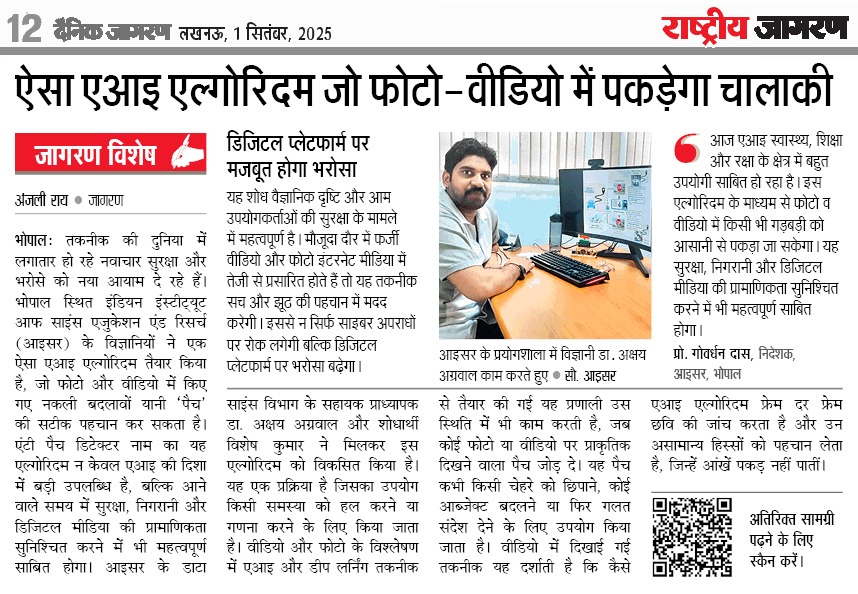 12 दैनिक जागरण लखनऊ, 1 सितंबर, 2025
राष्ट्रीय जागरण
ऐसा एआइ एल्गोरिदम जो फोटो-वीडियो में पकड़ेगा चालाकी
जागरण विशेष
अंजली राय ● जागरण
भोपाल: तकनीक की दुनिया में
लगातार हो रहे नवाचार सुरक्षा और
भरोसे को नया आयाम दे रहे हैं।
भोपाल स्थित इंडियन इंस्टीट्यूट
आफ साइंस एजुकेशन एंड रिसर्च
(आइसर) के विज्ञानियों ने एक
ऐसा एआइ एल्गोरिदम तैयार किया
है, जो फोटो और वीडियो में किए
गए नकली बदलावों यानी 'पैच'
की सटीक पहचान कर सकता है।
एंटी पैच डिटेक्टर नाम का यह
एल्गोरिदम न केवल एआइ की दिशा
में बड़ी उपलब्धि है, बल्कि आने
वाले समय में सुरक्षा, निगरानी और
डिजिटल मीडिया की प्रामाणिकता
सुनिश्चित करने में भी महत्वपूर्ण
साबित होगा। आइसर के डाटा
डिजिटल प्लेटफार्म पर
मजबूत होगा भरोसा
यह शोध वैज्ञानिक दृष्टि और आम
उपयोगकर्ताओं की सुरक्षा के मामले
में महत्वपूर्ण है। मौजूदा दौर में फर्जी
वीडियो और फोटो इंटरनेट मीडिया में
तेजी से प्रसारित होते हैं तो यह तकनीक
सच और झूठ की पहचान में मदद
करेगी। इससे न सिर्फ साइबर अपराधों
पर रोक लगेगी बल्कि डिजिटल
प्लेटफार्म पर भरोसा बढ़ेगा।
आइसर के प्रयोगशाला में विज्ञानी डा. अक्षय
अग्रवाल काम करते हुए ● सौ. आइसर
आज एआइ स्वास्थ्य, शिक्षा
और रक्षा के क्षेत्र में बहुत
उपयोगी साबित हो रहा है। इस
एल्गोरिदम के माध्यम से फोटो व
वीडियो में किसी भी गड़बड़ी को
आसानी से पकड़ा जा सकेगा। यह
सुरक्षा, निगरानी और डिजिटल
मीडिया की प्रामाणिकता सुनिश्चित
करने में भी महत्वपूर्ण साबित
होगा।
प्रो. गोवर्धन दास, निदेशक,
आइसर, भोपाल
साइंस विभाग के सहायक प्राध्यापक
डा. अक्षय अग्रवाल और शोधार्थी
विशेष कुमार ने मिलकर इस
एल्गोरिदम को विकसित किया है।
यह एक प्रक्रिया है जिसका उपयोग
किसी समस्या को हल करने या
गणना करने के लिए किया जाता
है। वीडियो और फोटो के विश्लेषण
में एआइ और डीप लर्निंग तकनीक
से तैयार की गई यह प्रणाली उस
स्थिति में भी काम करती है, जब
कोई फोटो या वीडियो पर प्राकृतिक
दिखने वाला पैच जोड़ दे। यह पैच
कभी किसी चेहरे को छिपाने, कोई
आब्जेक्ट बदलने या फिर गलत
संदेश देने के लिए उपयोग किया
जाता है। वीडियो में दिखाई गई
तकनीक यह दर्शाती है कि कैसे
एआइ एल्गोरिदम फ्रेम दर फ्रेम
छवि की जांच करता है और उन
असामान्य हिस्सों को पहचान लेता
है, जिन्हें आंखें पकड़ नहीं पातीं।
अतिरिक्त सामग्री
पढ़ने के लिए
स्कैन करें।